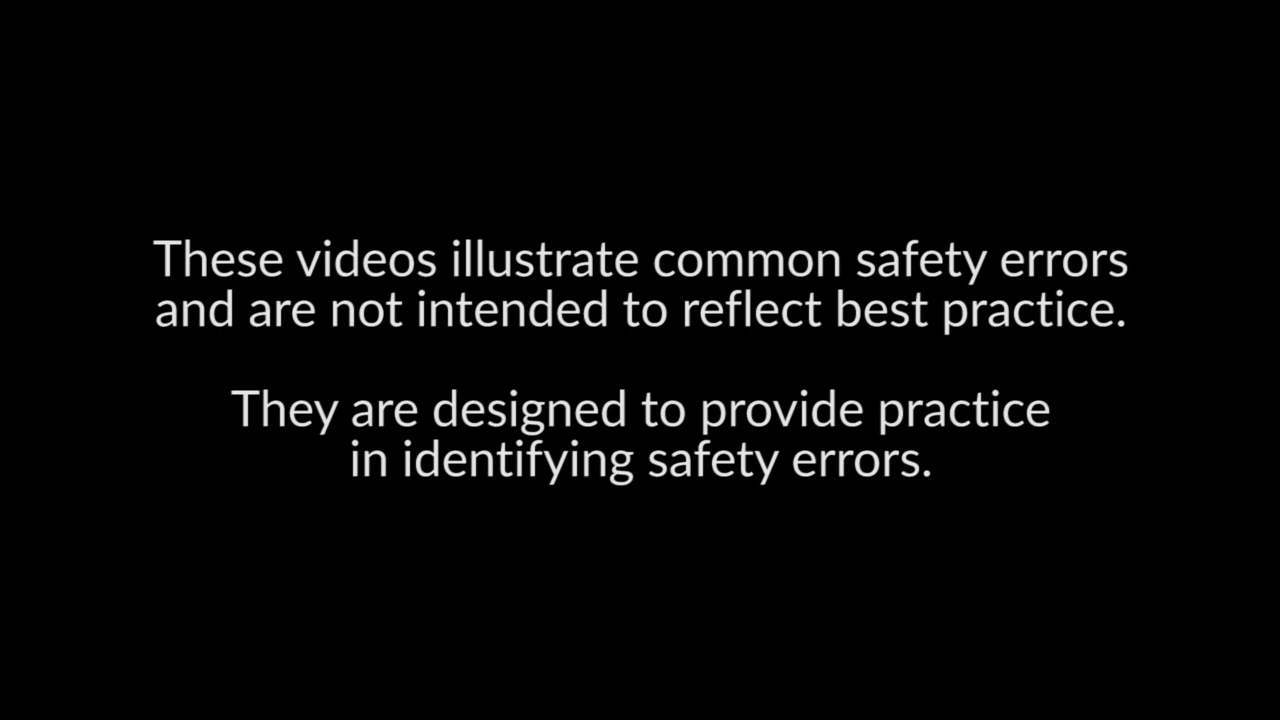 These videos illustrate common safety errors
and are not intended to reflect best practice.
They are designed to provide practice
in identifying safety errors.